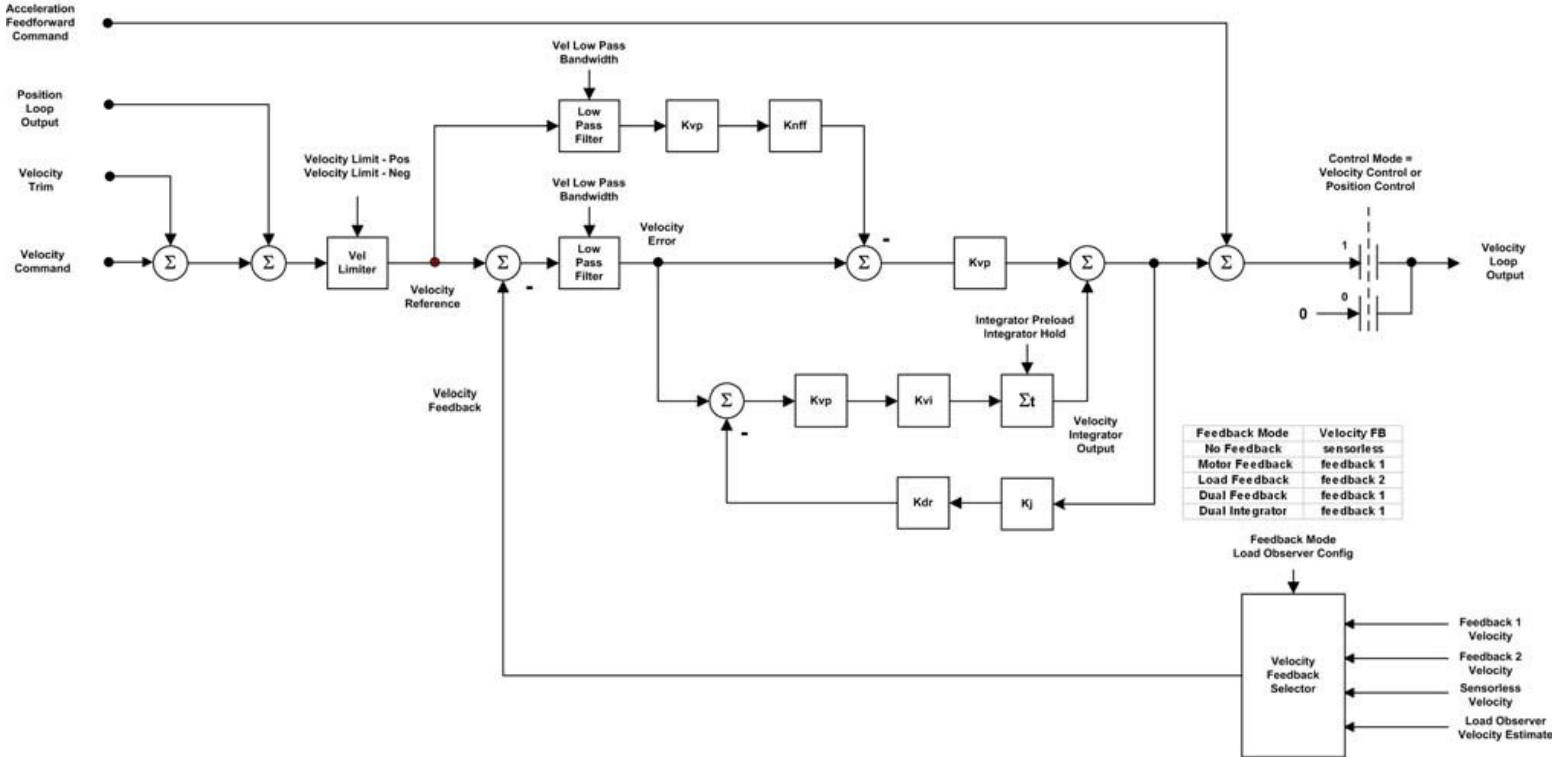 Acceleration
Feedforward
Command
Vel Low Pass
Bandwidth
Position
Loop
Output
Low
Pass
Filter
Kvp
Knff
Velocity Limit - Pos
Velocity Limit - Neg
Control Mode =
Velocity Control or
Position Control
Velocity
Trim
Vel Low Pass
Bandwidth
Velocity
Error
-
1
Velocity
Command
Σ
Σ
Vel
Limiter
Σ
Low
Pass
Filter
Σ
Kvp
Σ
Σ
Velocity
Loop
Output
-
Velocity
Reference
0
0
Integrator Preload
Integrator Hold
Velocity
Feedback
Σ
Kvp
Kvi
Σt
-
Velocity
Integrator
Output
Feedback Mode Velocity FB
No Feedback sensorless
Motor Feedback feedback 1
Load Feedback feedback 2
Dual Feedback feedback 1
Dual Integrator feedback 1
Kdr
Kj
Feedback Mode
Load Observer Config
Velocity
Feedback
Selector
Feedback 1
Velocity
Feedback 2
Velocity
Sensorless
Velocity
Load Observer
Velocity Estimate